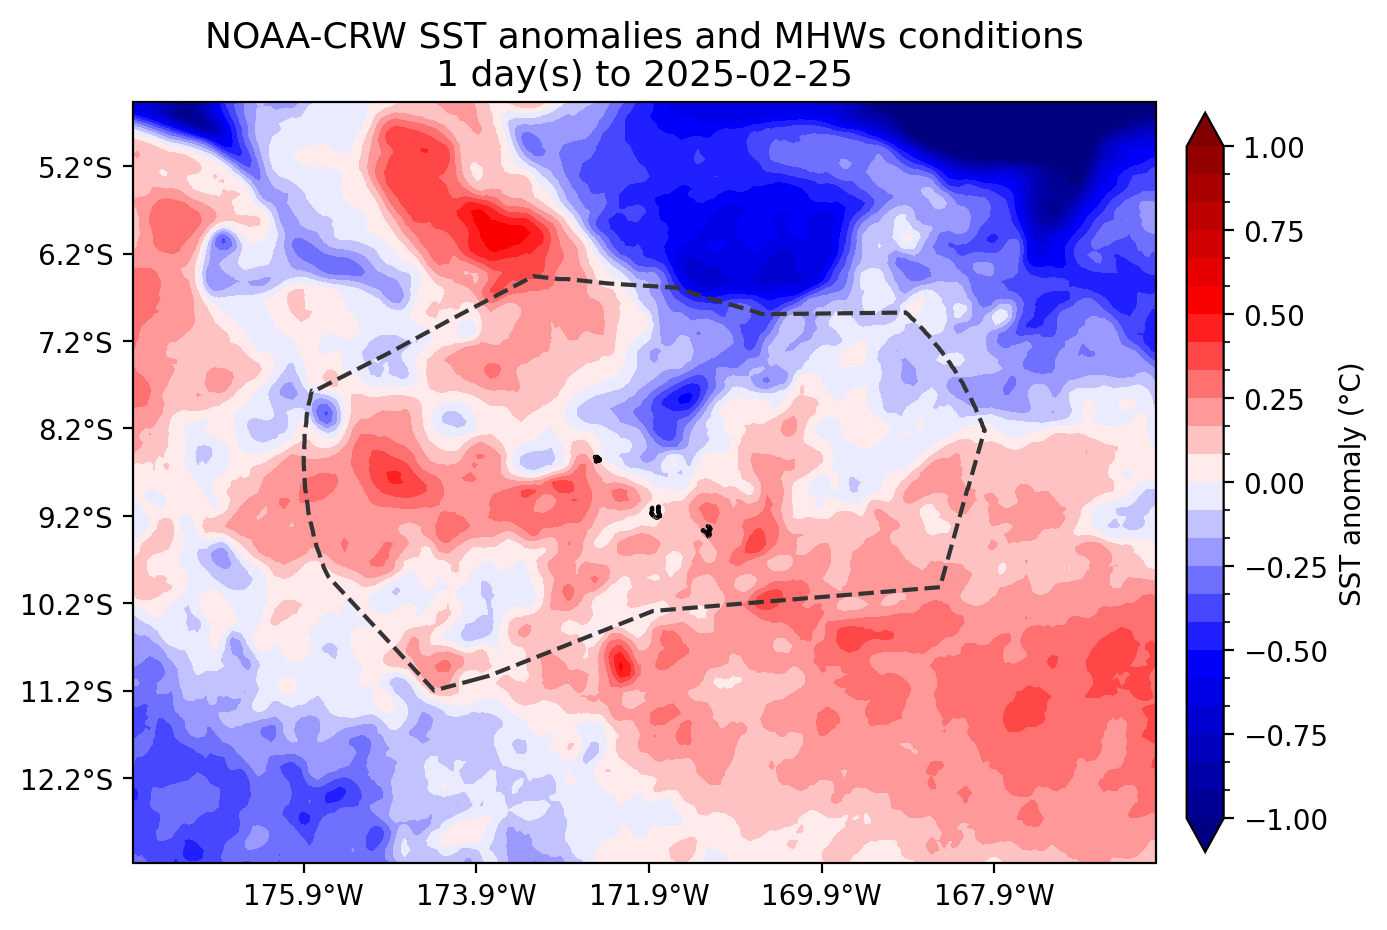 NOAA-CRW SST anomalies and MHWs conditions
1 day(s) to 2025-02-25
5.2°S
6.2°S
7.2°S
8.2°S
9.2°S
10.2°S
11.2°S
12.2°S
175.9°W
173.9°W
171.9°W
169.9°W
167.9°W
1.00
0.75
0.50
0.25
0.00
−0.25
−0.50
−0.75
−1.00
SST anomaly (°C)